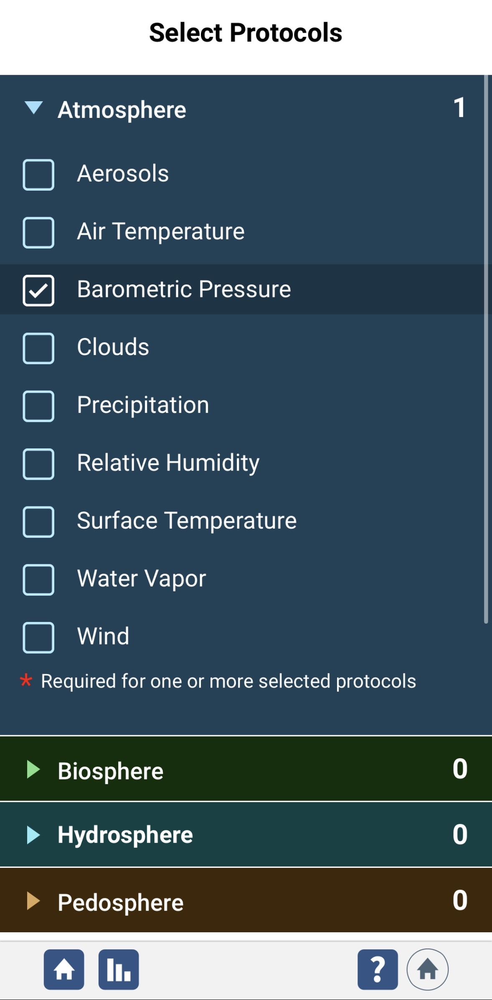 Select Protocols
Atmosphere 1
Aerosols
Air Temperature
Barometric Pressure
Clouds
Precipitation
Relative Humidity
Surface Temperature
Water Vapor
Wind
* Required for one or more selected protocols
Biosphere 0
Hydrosphere 0
Pedosphere 0
?